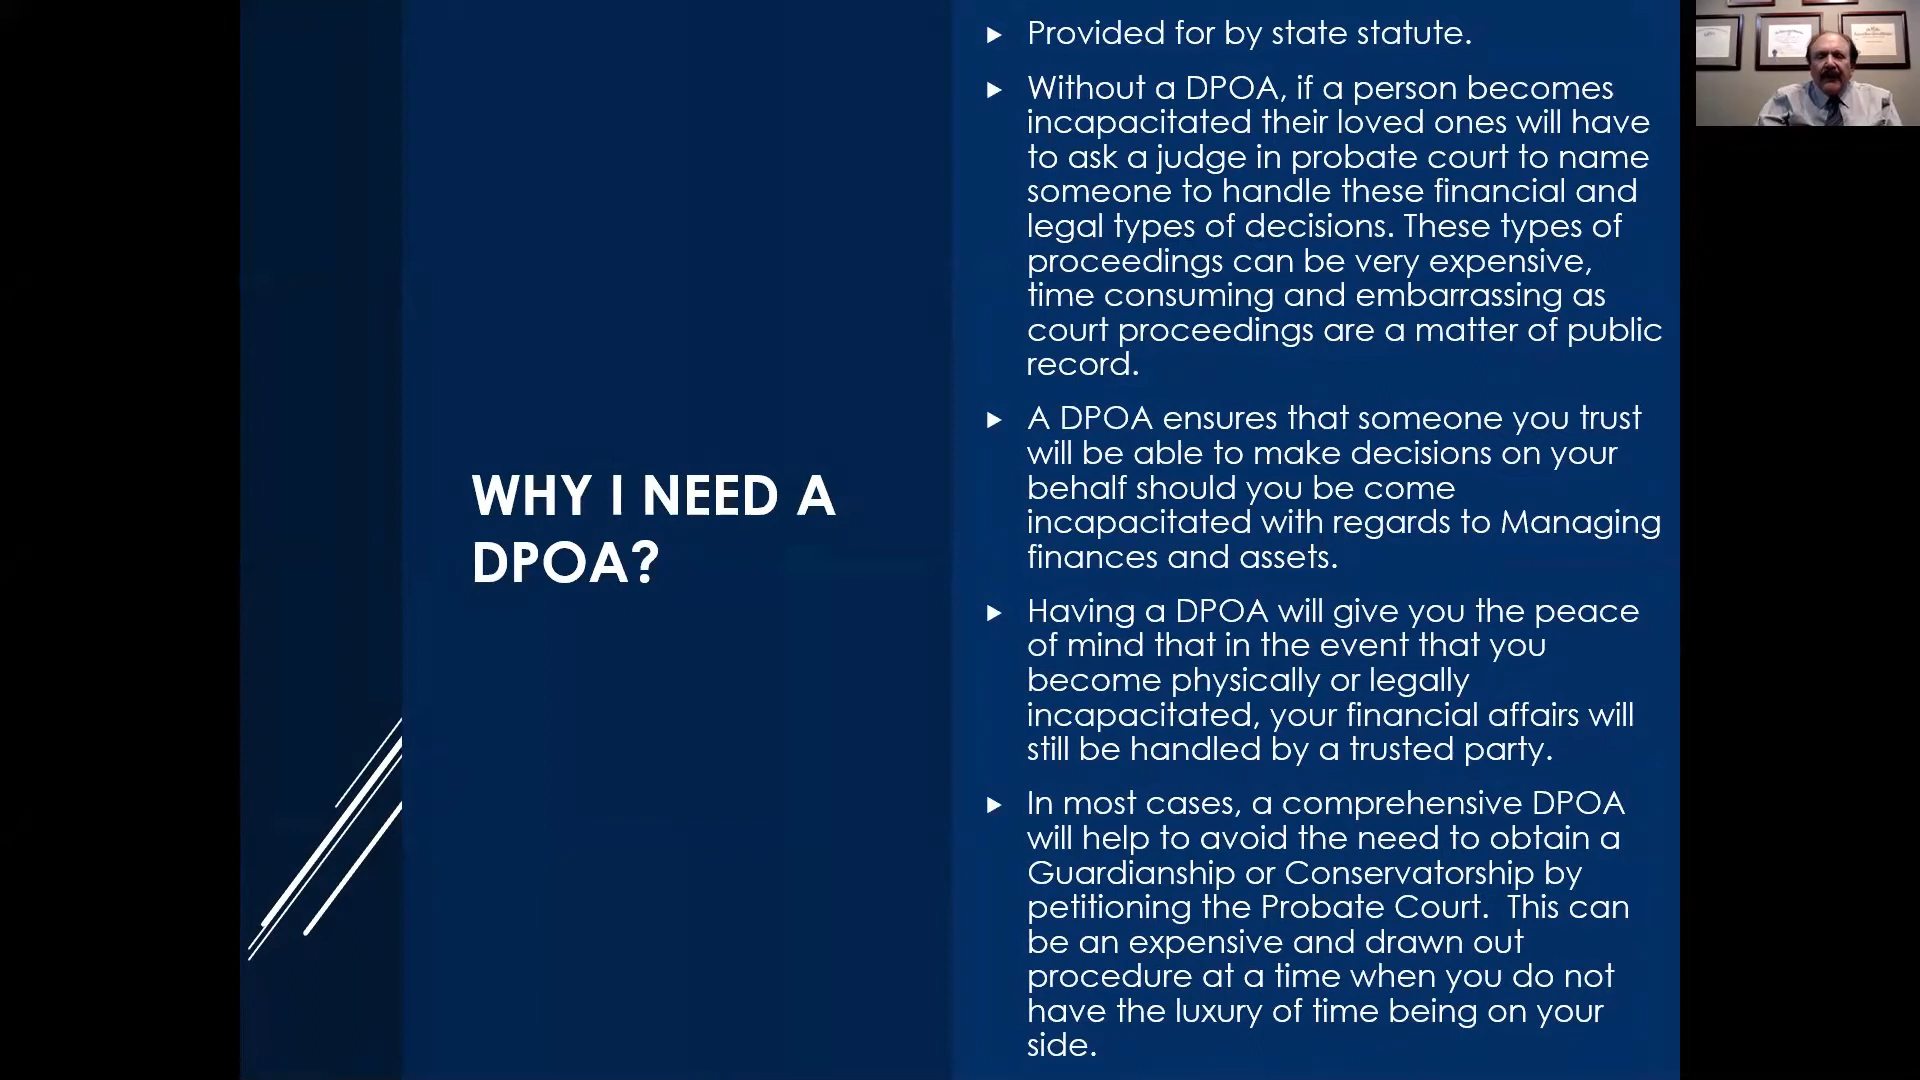 WHY I NEED A
DPOA?
Provided for by state statute.
Without a DPOA, if a person becomes
incapacitated their loved ones will have
to ask a judge in probate court to name
someone to handle these financial and
legal types of decisions. These types of
proceedings can be very expensive,
time consuming and embarrassing as
court proceedings are a matter of public
record.
A DPOA ensures that someone you trust
will be able to make decisions on your
behalf should you be come
incapacitated with regards to Managing
finances and assets.
Having a DPOA will give you the peace
of mind that in the event that you
become physically or legally
incapacitated, your financial affairs will
still be handled by a trusted party.
In most cases, a comprehensive DPOA
will help to avoid the need to obtain a
Guardianship or Conservatorship by
petitioning the Probate Court.  This can
be an expensive and drawn out
procedure at a time when you do not
have the luxury of time being on your
side.